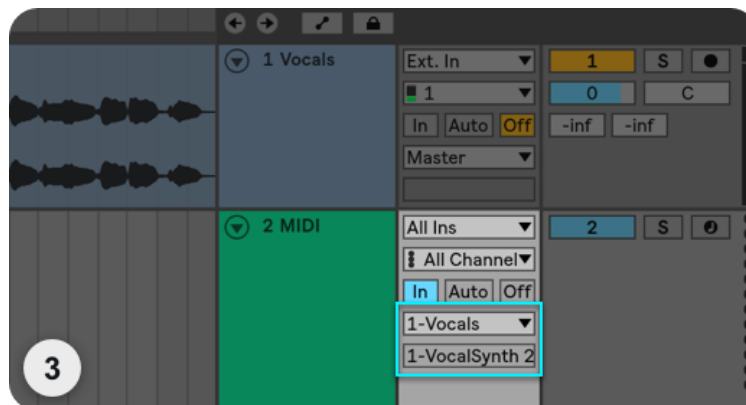 1 Vocals Ext. In 1 S
1 0 C
In Auto Off -inf -inf
Master
2 MIDI All Ins 2 S
All Channel
In Auto Off
1-Vocals
1-VocalSynth 2
3